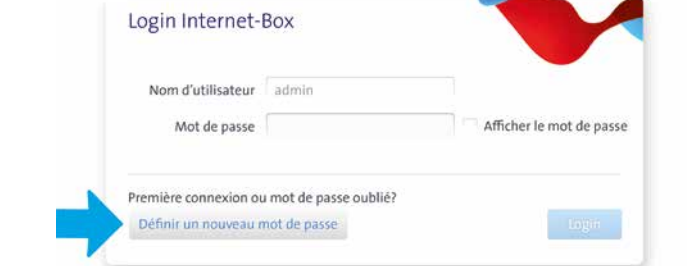 Login Internet-Box
Nom d'utilisateur admin
Mot de passe Afficher le mot de passe
Première connexion ou mot de passe oublié?
Définir un nouveau mot de passe Login